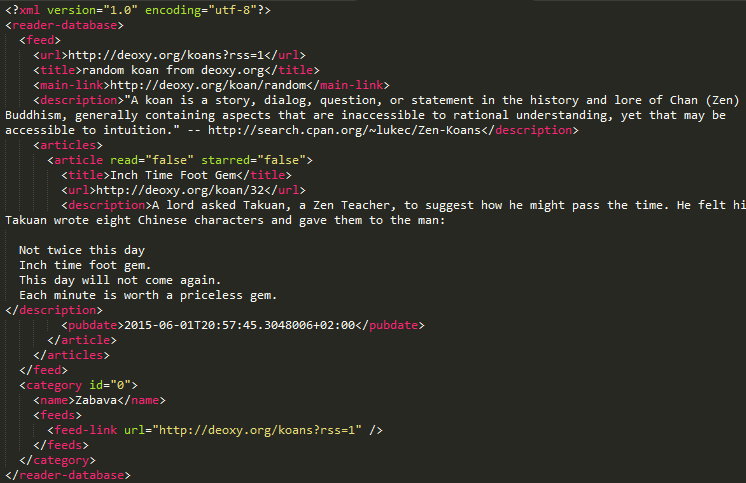 <?xml version="1.0" encoding="utf-8"?>
<reader-database>
  <feed>
    <url>http://deoxy.org/koans?rss=1</url>
    <title>random koan from deoxy.org</title>
    <main-link>http://deoxy.org/koan/random</main-link>
    <description>"A koan is a story, dialog, question, or statement in the history and lore of Chan (Zen)
Buddhism, generally containing aspects that are inaccessible to rational understanding, yet that may be
accessible to intuition." -- http://search.cpan.org/~lukec/Zen-Koans</description>
    <articles>
      <article read="false" starred="false">
        <title>Inch Time Foot Gem</title>
        <url>http://deoxy.org/koan/32</url>
        <description>A lord asked Takuan, a Zen Teacher, to suggest how he might pass the time. He felt hi
Takuan wrote eight Chinese characters and gave them to the man:
  Not twice this day
  Inch time foot gem.
  This day will not come again.
  Each minute is worth a priceless gem.
</description>
        <pubdate>2015-06-01T20:57:45.3048006+02:00</pubdate>
      </article>
    </articles>
  </feed>
  <category id="0">
    <name>Zabava</name>
    <feeds>
      <feed-link url="http://deoxy.org/koans?rss=1" />
    </feeds>
  </category>
</reader-database>